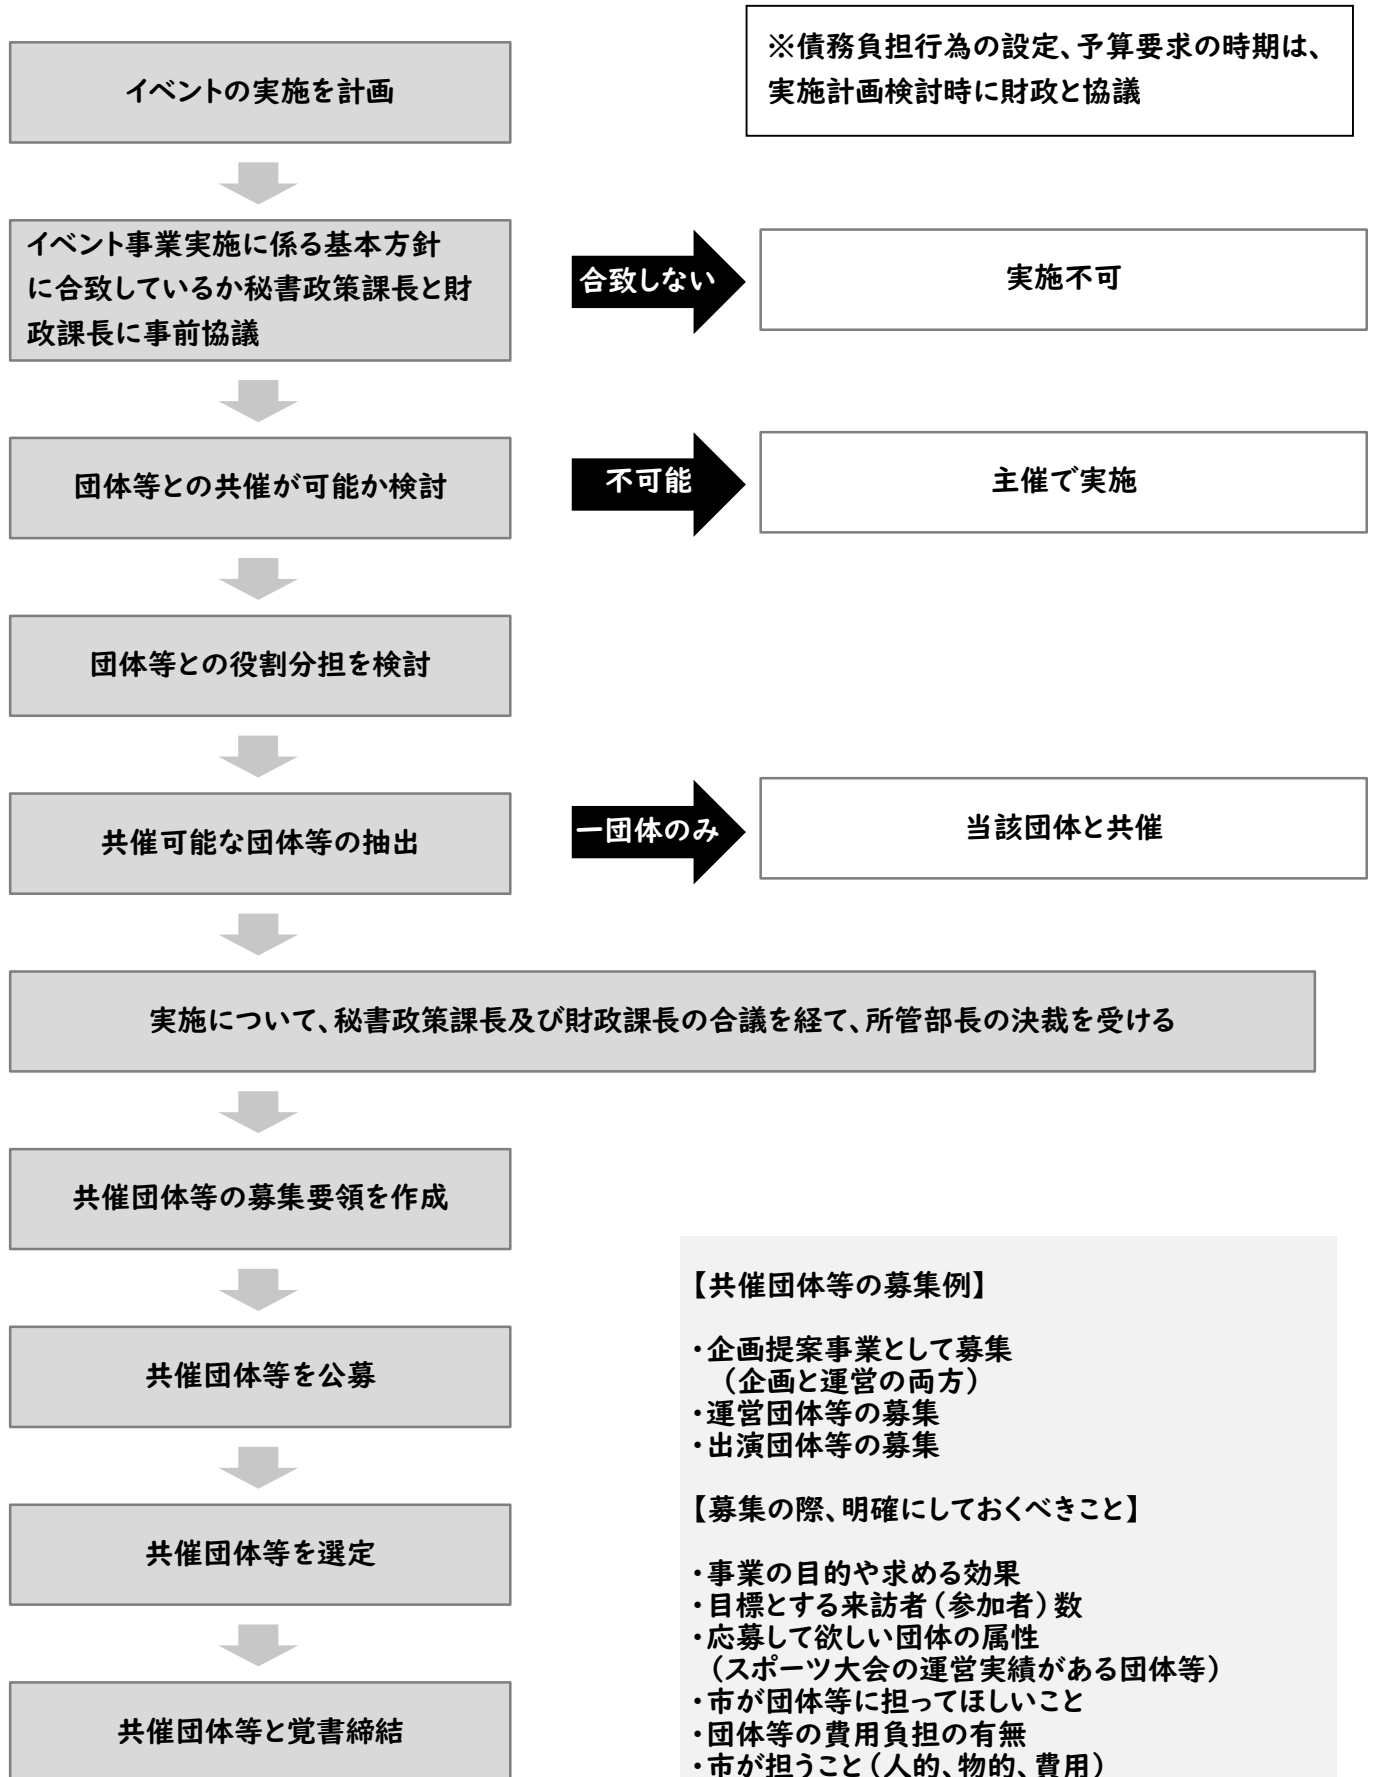 イベントの実施を計画
※債務負担行為の設定、予算要求の時期は、
実施計画検討時に財政と協議
イベント事業実施に係る基本方針
に合致しているか秘書政策課長と財
政課長に事前協議
合致しない
実施不可
団体等との共催が可能か検討
不可能
主催で実施
団体等との役割分担を検討
共催可能な団体等の抽出
一団体のみ
当該団体と共催
実施について、秘書政策課長及び財政課長の合議を経て、所管部長の決裁を受ける
共催団体等の募集要領を作成
共催団体等を公募
共催団体等を選定
共催団体等と覚書締結
【共催団体等の募集例】
・企画提案事業として募集
（企画と運営の両方）
・運営団体等の募集
・出演団体等の募集
【募集の際、明確にしておくべきこと】
・事業の目的や求める効果
・目標とする来訪者（参加者）数
・応募して欲しい団体の属性
（スポーツ大会の運営実績がある団体等）
・市が団体等に担ってほしいこと
・団体等の費用負担の有無
・市が担うこと（人的、物的、費用）